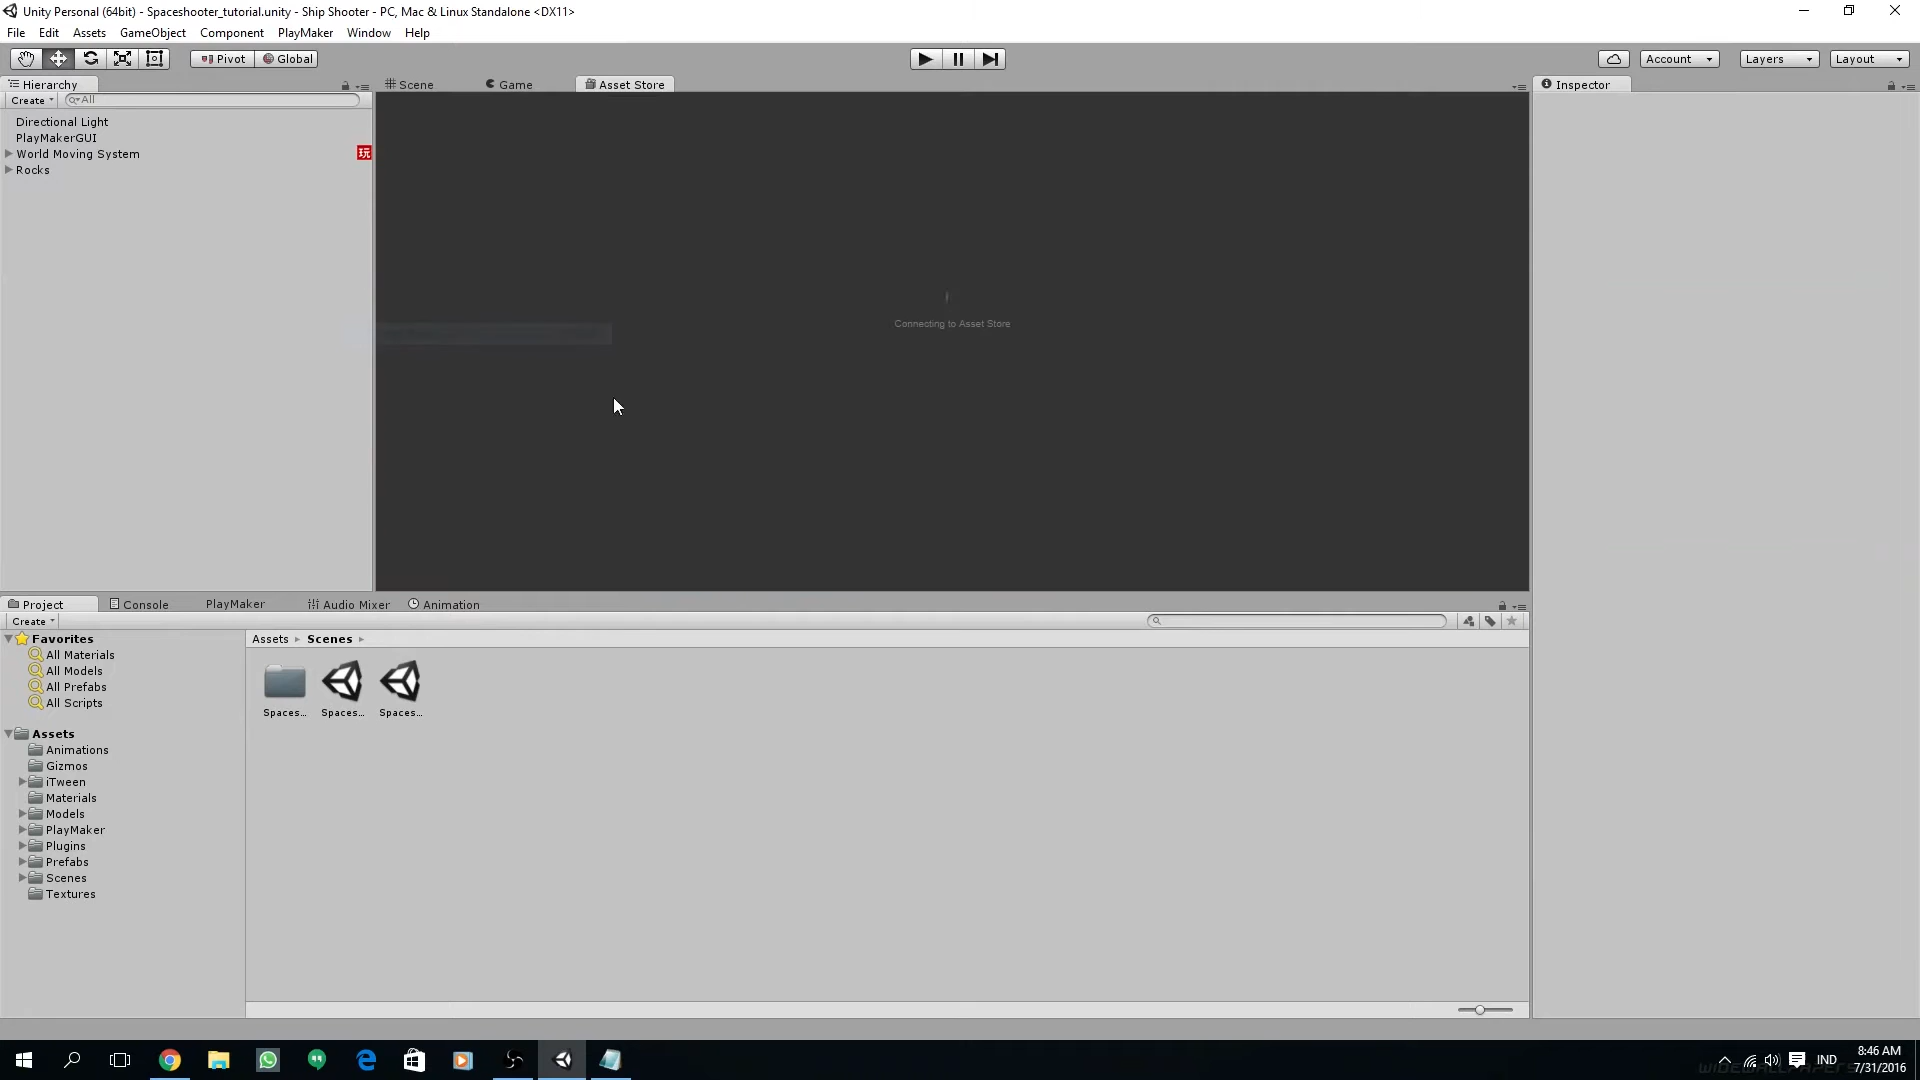 Unity Personal (64bit) - Spaceshooter_tutorial.unity - Ship Shooter - PC, Mac & Linux Standalone <DX11>
File Edit Assets GameObject Component PlayMaker Window Help
Pivot Global Account Layers Layout
Hierarchy Scene Game Asset Store Inspector
Create All
Directional Light
PlayMakerGUI
World Moving System 玩
Rocks
Connecting to Asset Store
Project Console PlayMaker Audio Mixer Animation
Create
Favorites Assets Scenes
All Materials
All Models
All Prefabs
All Scripts
Spaces... Spaces... Spaces...
Assets
Animations
Gizmos
iTween
Materials
Models
PlayMaker
Plugins
Prefabs
Scenes
Textures
IND 8:46 AM
7/31/2016